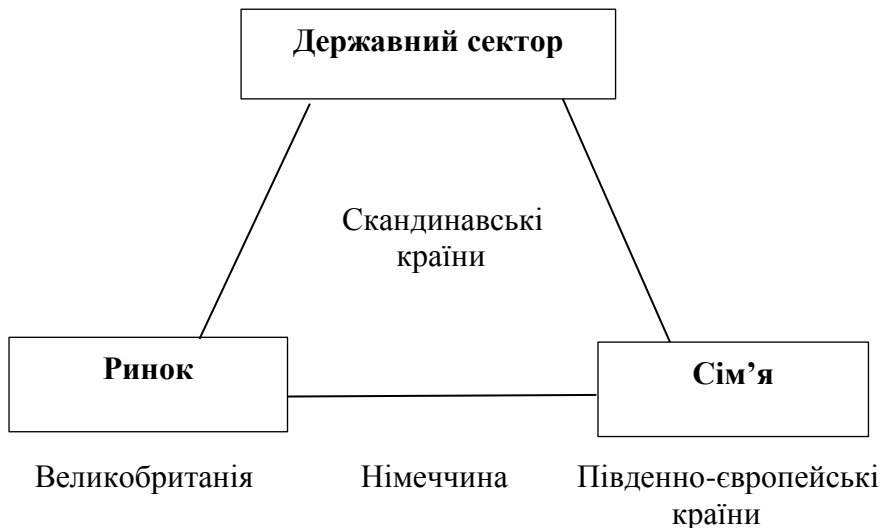 Державний сектор
Скандинавські
країни
Ринок
Сім’я
Великобританія
Німеччина
Південно-європейські
країни